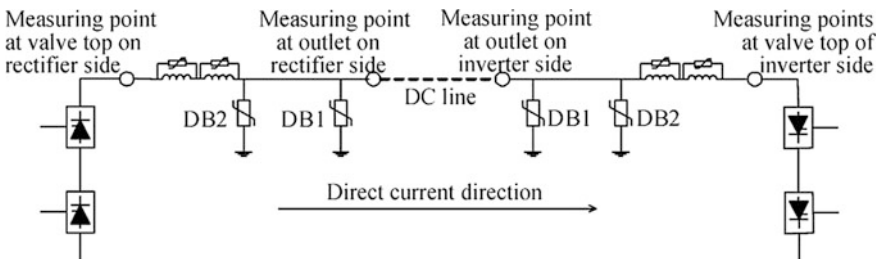 Measuring point
at valve top on
rectifier side
Measuring point
at outlet on
rectifier side
Measuring point
at outlet on
inverter side
Measuring points
at valve top of
inverter side
DC line
DB2
DB1
DB1
DB2
Direct current direction